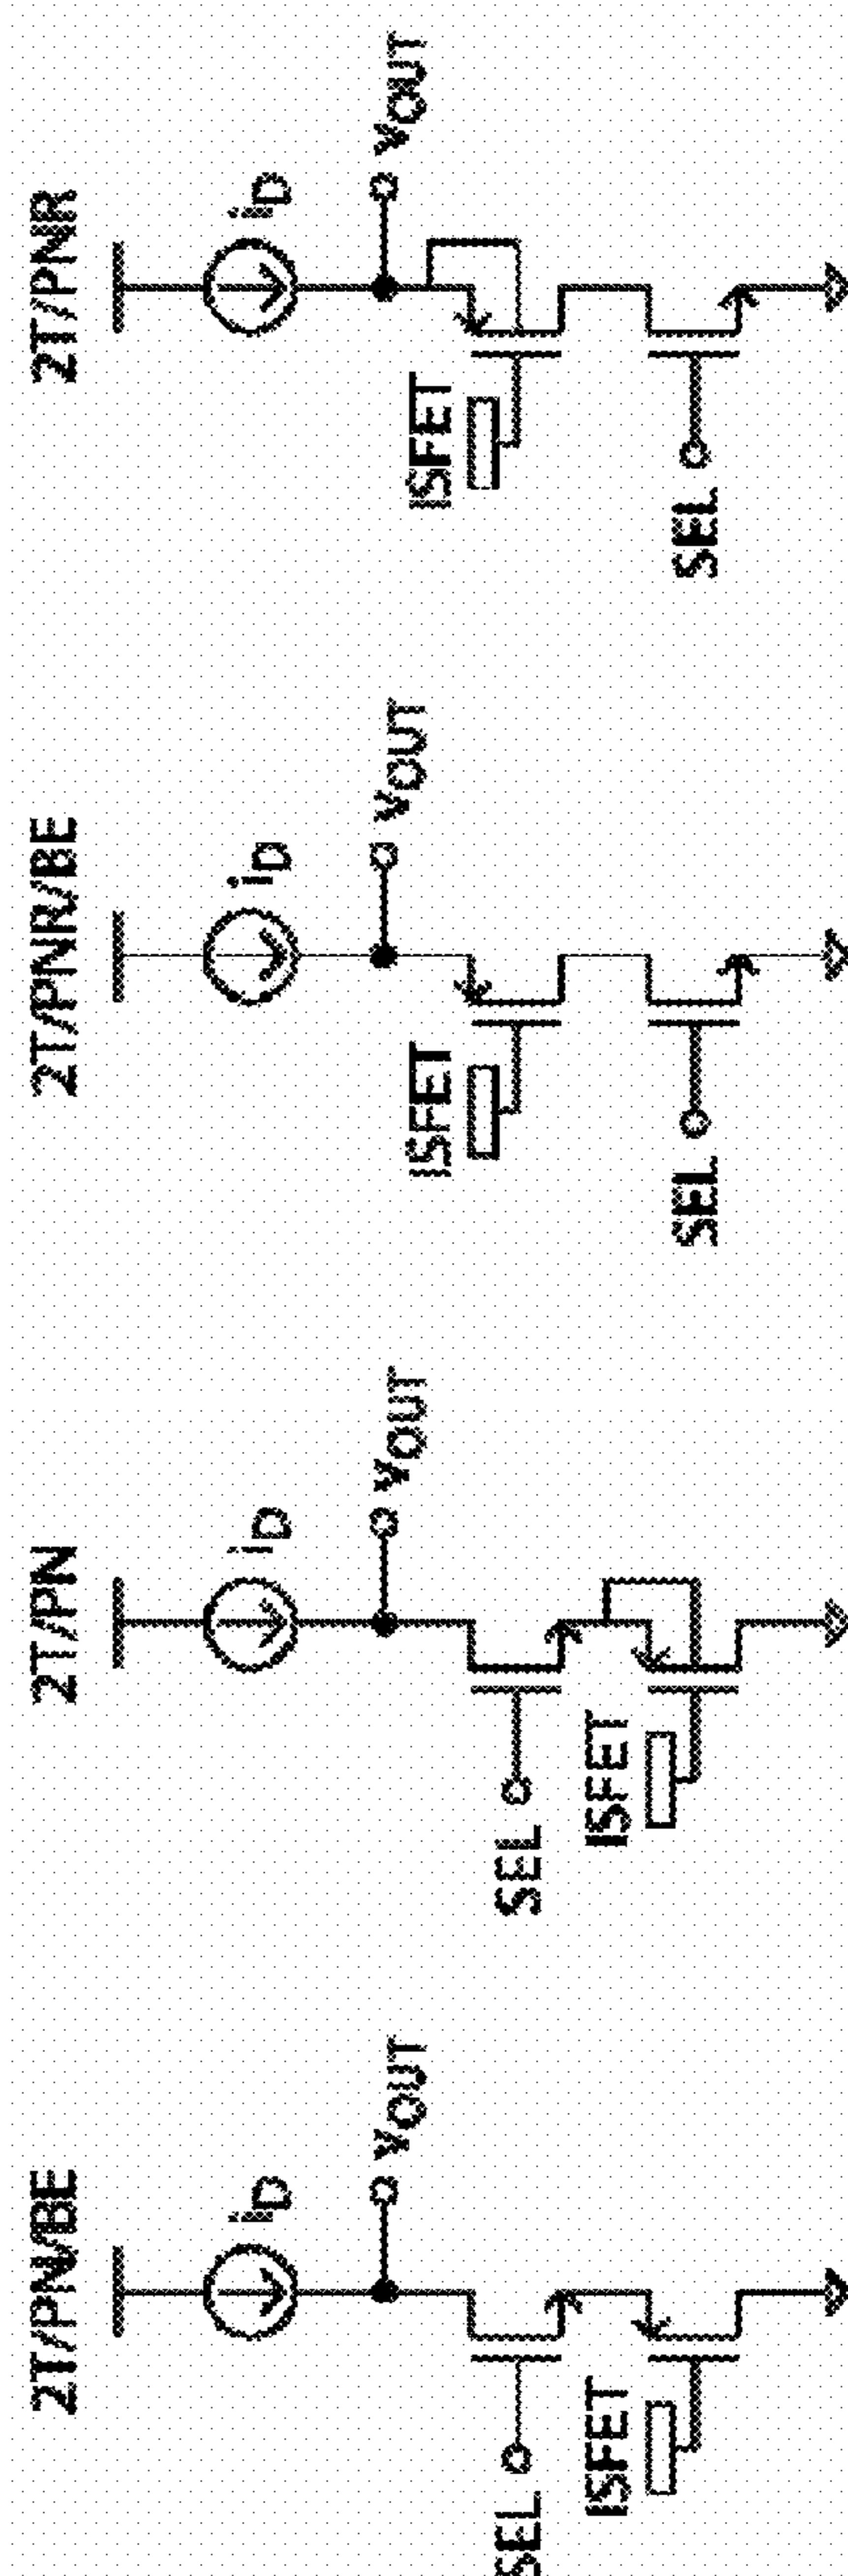 2T/PN/BE
iD
VOUT
SEL
ISFET
2T/PN
iD
VOUT
SEL
ISFET
2T/PNR/BE
iD
VOUT
ISFET
SEL
2T/PNR
iD
VOUT
ISFET
SEL